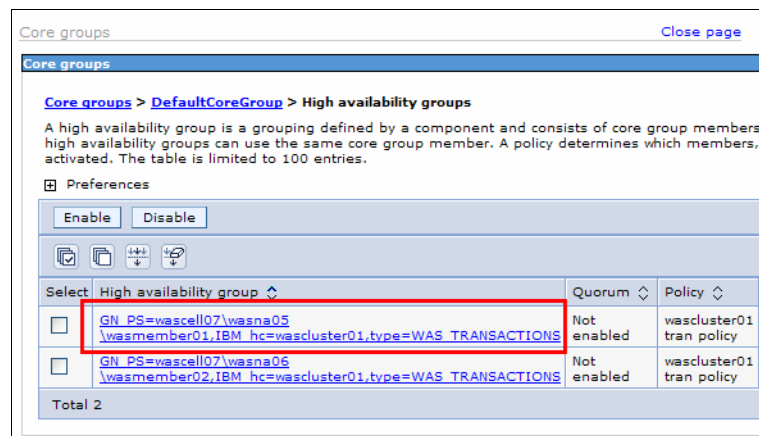 Core groups Close page
Core groups
Core groups > DefaultCoreGroup > High availability groups
A high availability group is a grouping defined by a component and consists of core group members
high availability groups can use the same core group member. A policy determines which members,
activated. The table is limited to 100 entries.
Preferences
Enable Disable
Select High availability group Quorum Policy
GN_PS=wascell07\wasna05
\wasmember01,IBM_hc=wascluster01,type=WAS_TRANSACTIONS
Not
enabled
wascluster01
tran policy
GN_PS=wascell07\wasna06
\wasmember02,IBM_hc=wascluster01,type=WAS_TRANSACTIONS
Not
enabled
wascluster01
tran policy
Total 2